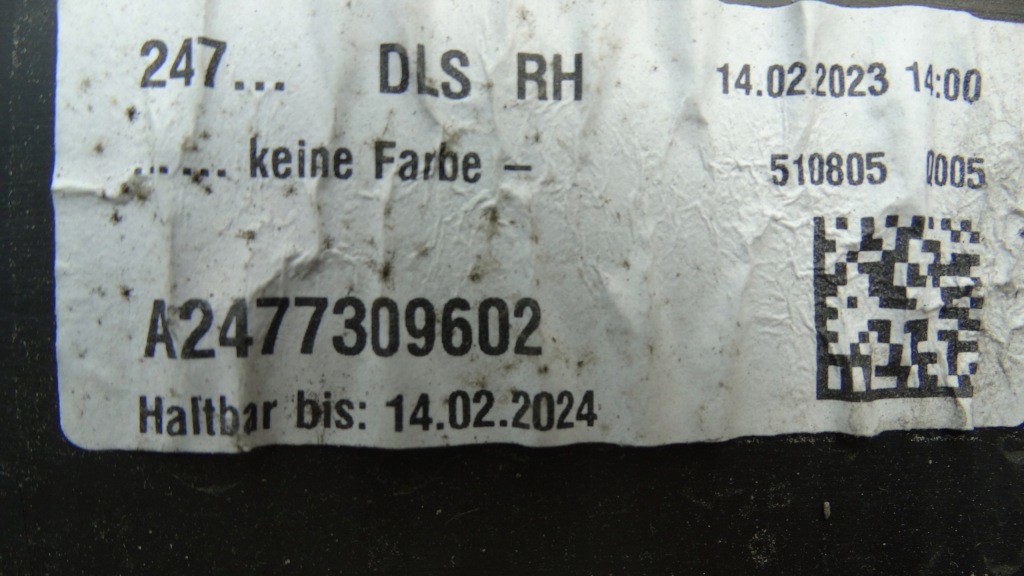 247... DLS RH 14.02.2023 14:00
... ... keine Farbe – 510805 0005
A2477309602
Haltbar bis: 14.02.2024